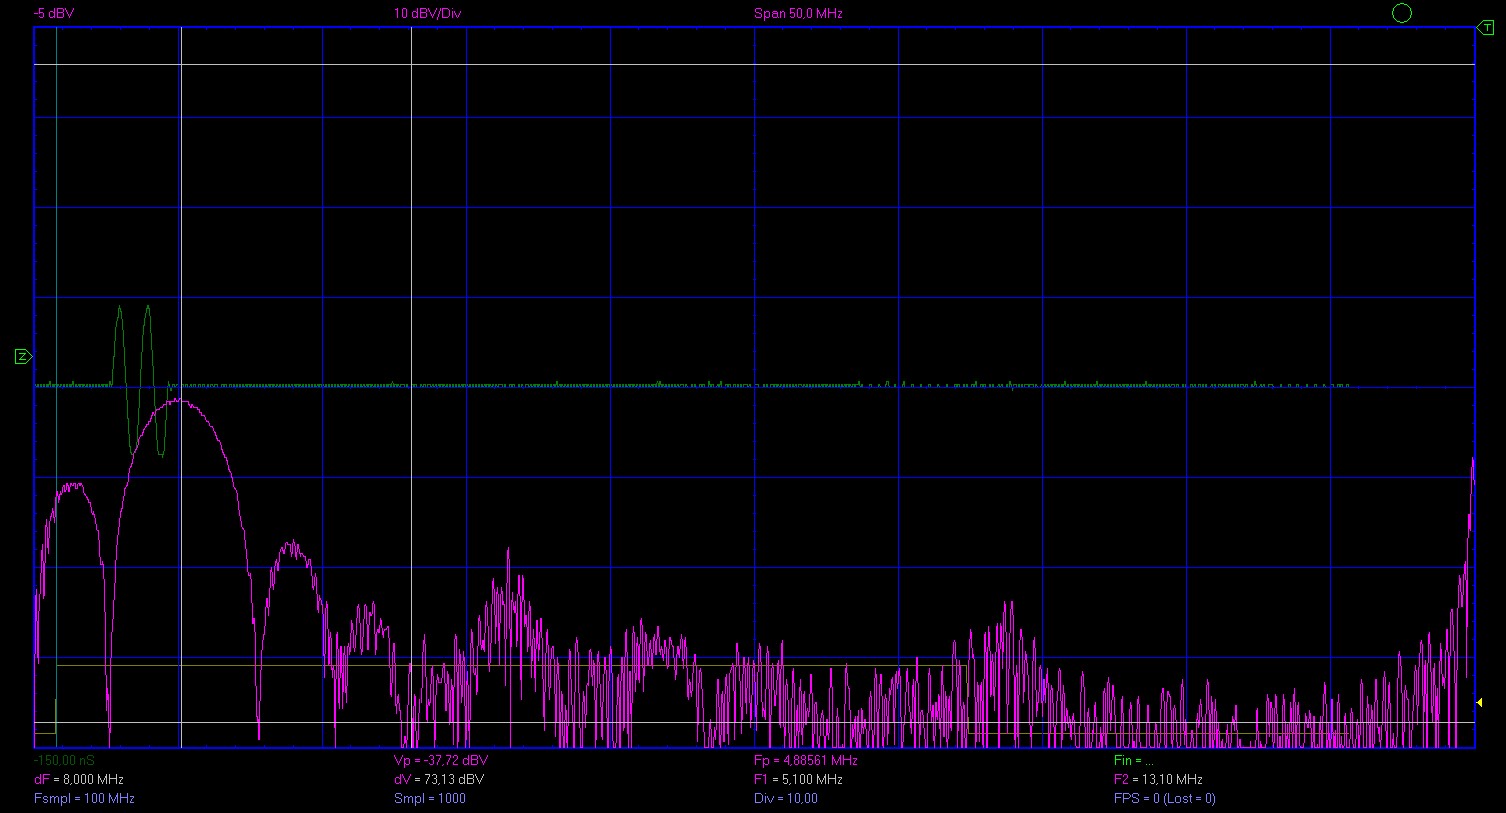 -5 dBV 10 dBV/Div Span 50,0 MHz
T
Z
-150,00 nS Vp = -37,72 dBV Fp = 4,88561 MHz Fin = ...
dF = 8,000 MHz dV = 73,13 dBV F1 = 5,100 MHz F2 = 13,10 MHz
Fsmpl = 100 MHz Smpl = 1000 Div = 10,00 FPS = 0 (Lost = 0)